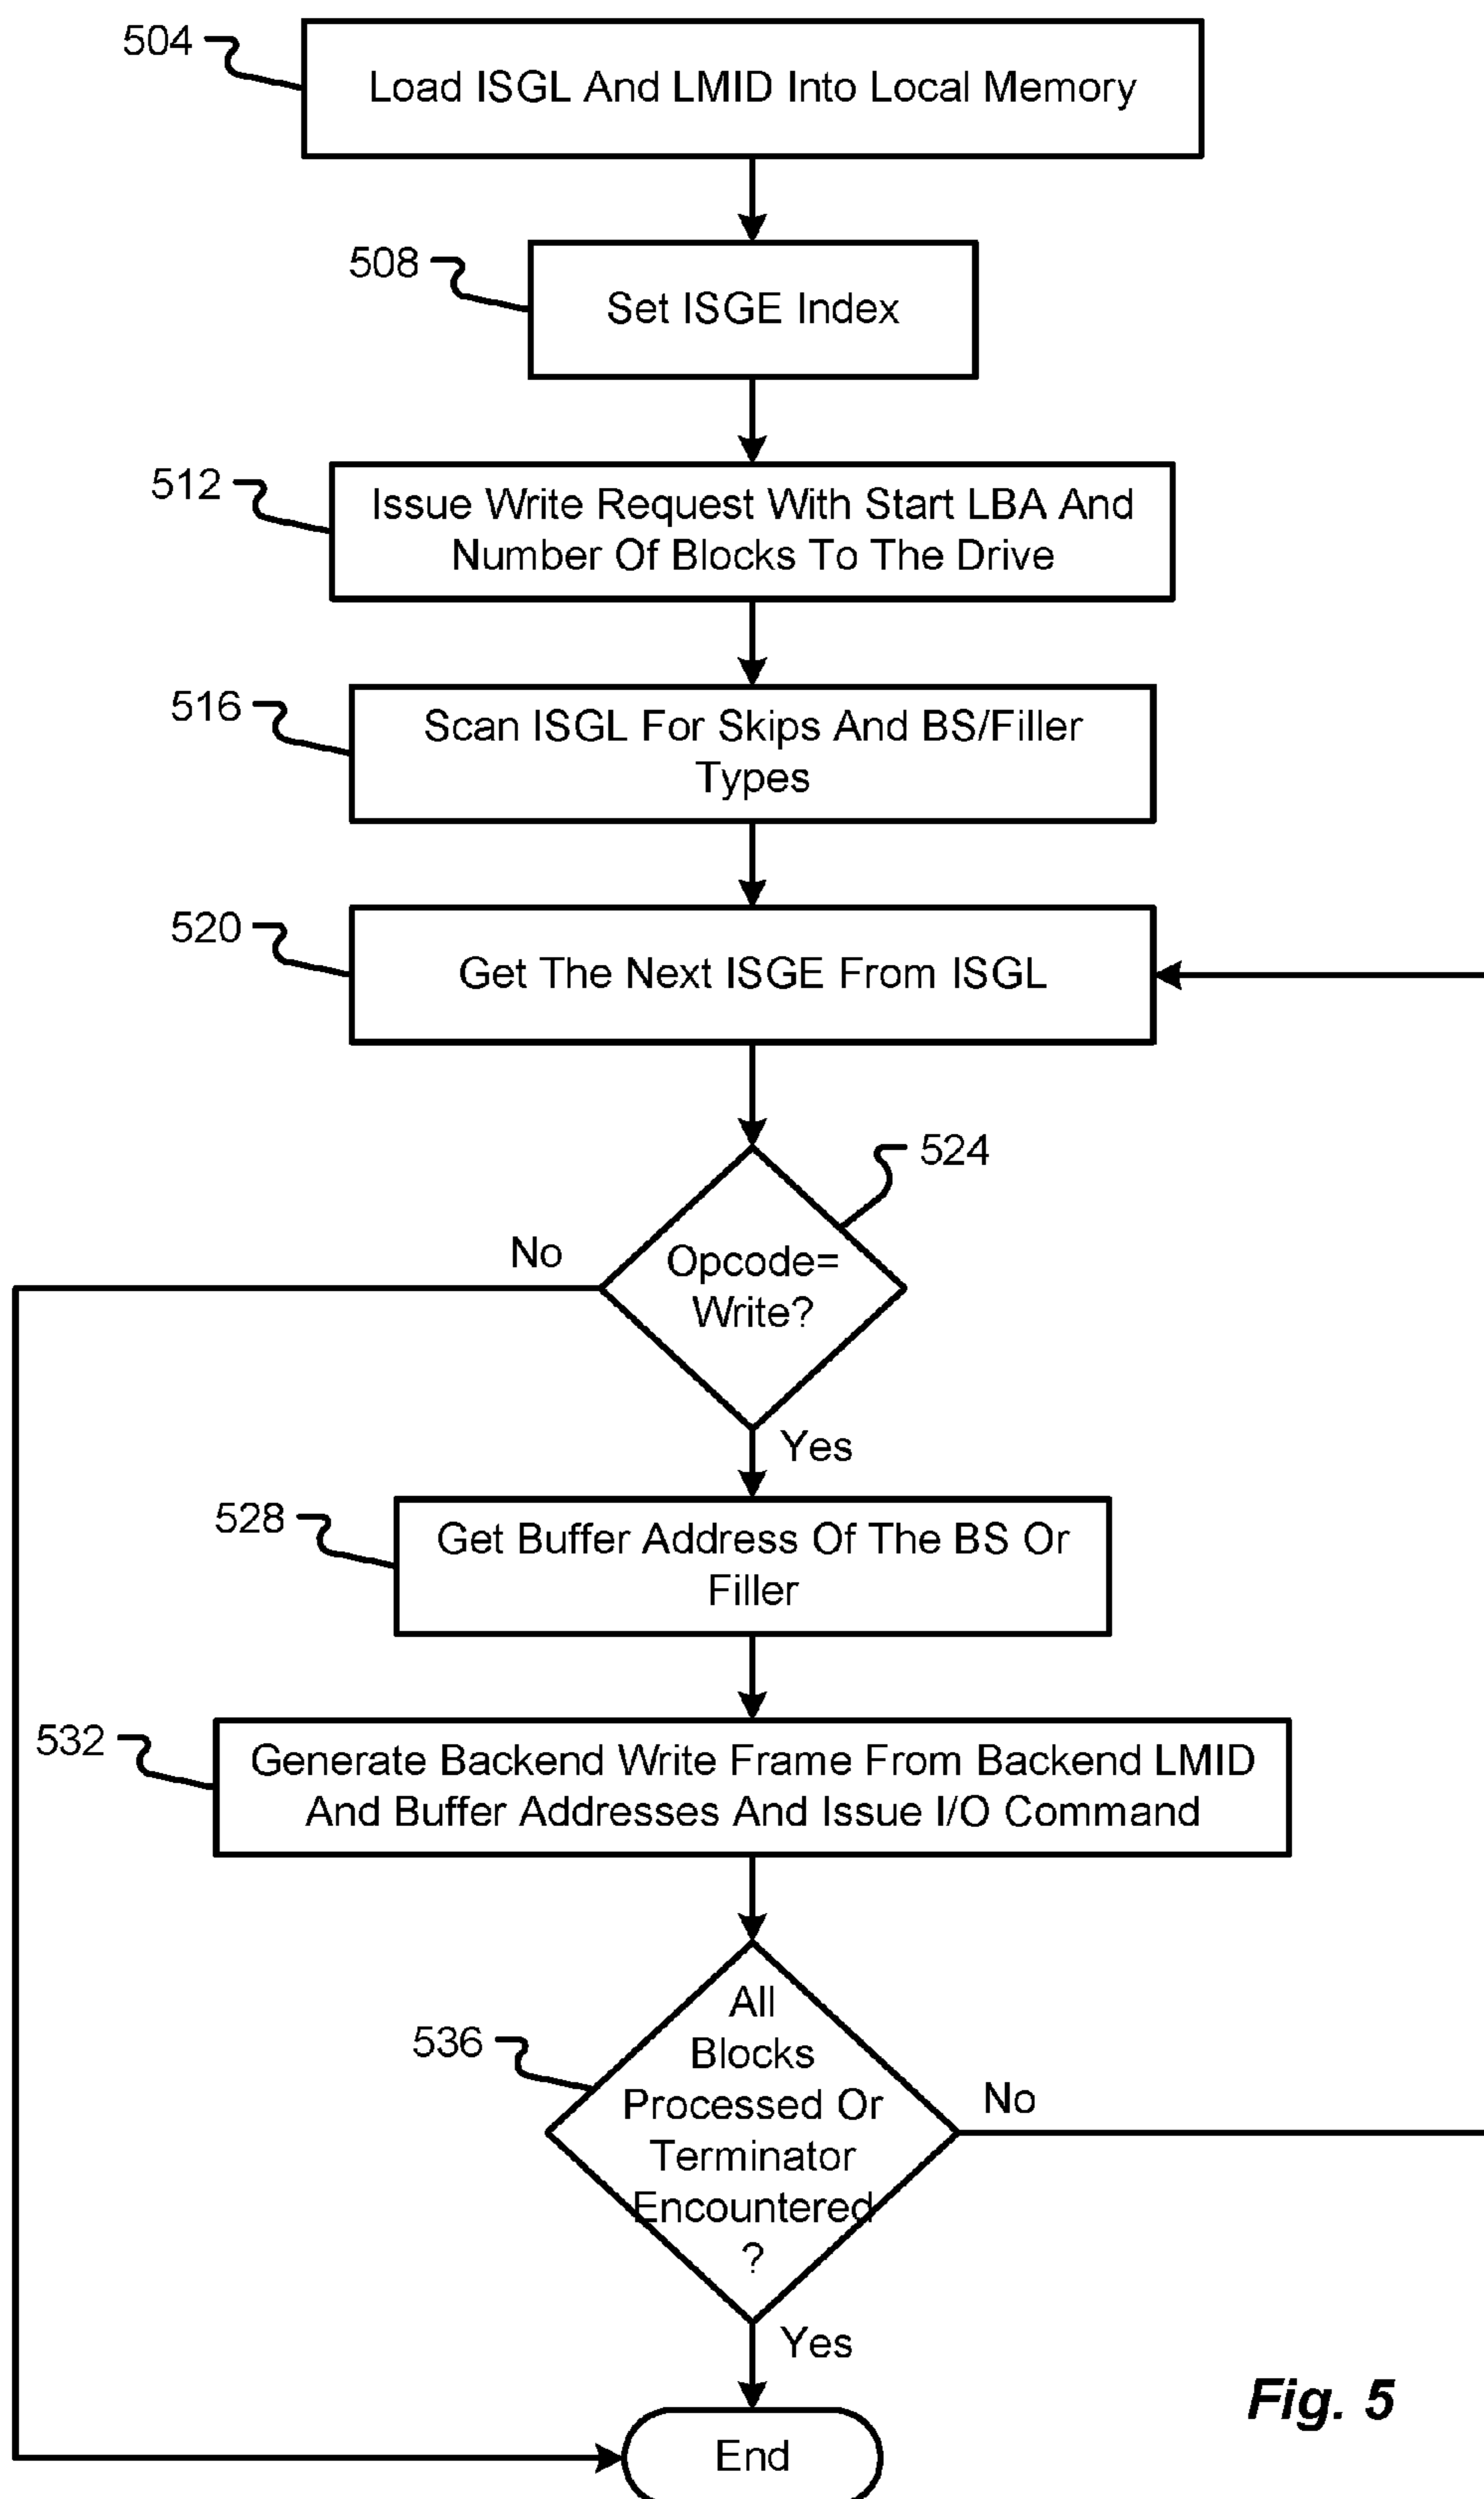 504
Load ISGL And LMID Into Local Memory
508
Set ISGE Index
512
Issue Write Request With Start LBA And
Number Of Blocks To The Drive
516
Scan ISGL For Skips And BS/Filler
Types
520
Get The Next ISGE From ISGL
524
No
Opcode=
Write?
Yes
528
Get Buffer Address Of The BS Or
Filler
532
Generate Backend Write Frame From Backend LMID
And Buffer Addresses And Issue I/O Command
536
All
Blocks
Processed Or
Terminator
Encountered
?
No
Yes
Fig. 5
End